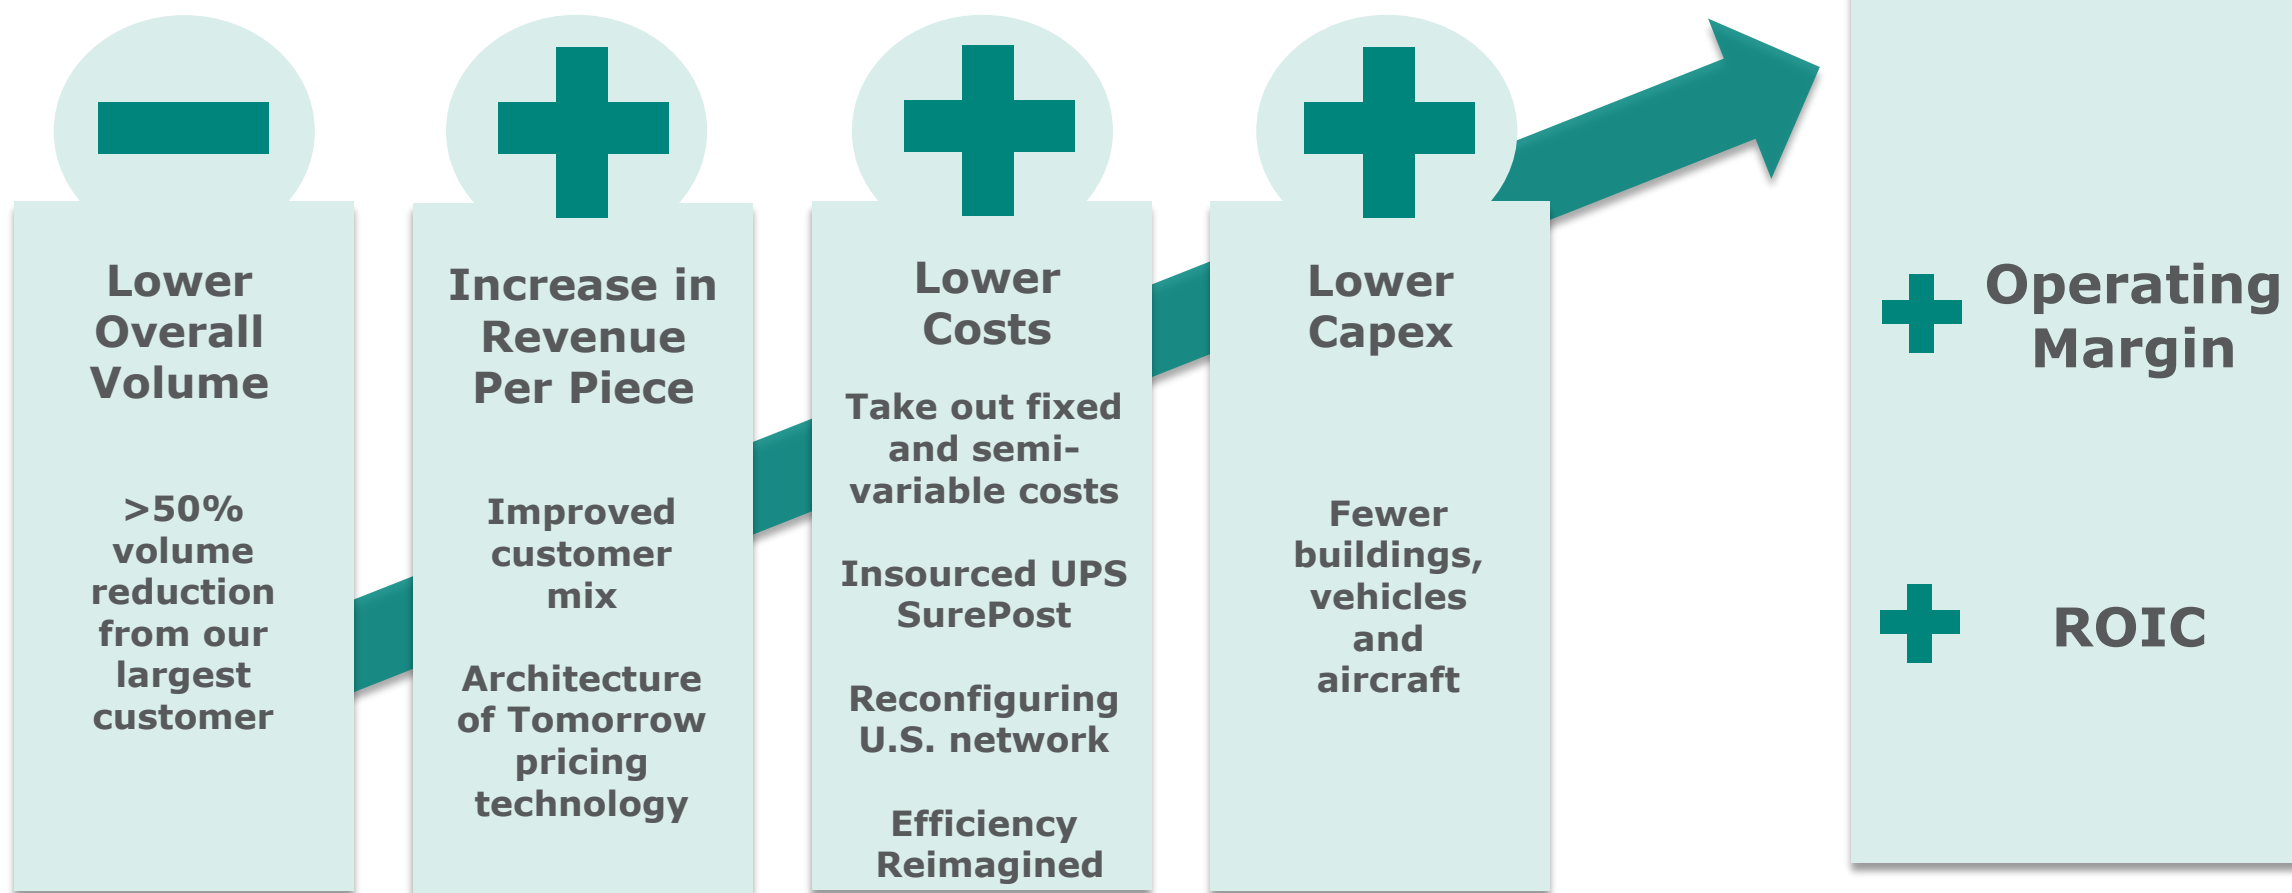 Lower
Overall
Volume
>50%
volume
reduction
from our
largest
customer
Increase in
Revenue
Per Piece
Improved
customer
mix
Architecture
of Tomorrow
pricing
technology
Lower
Costs
Take out fixed
and semi-
variable costs
Insourced UPS
SurePost
Reconfiguring
U.S. network
Efficiency
Reimagined
Lower
Capex
Fewer
buildings,
vehicles
and
aircraft
Operating
Margin
ROIC